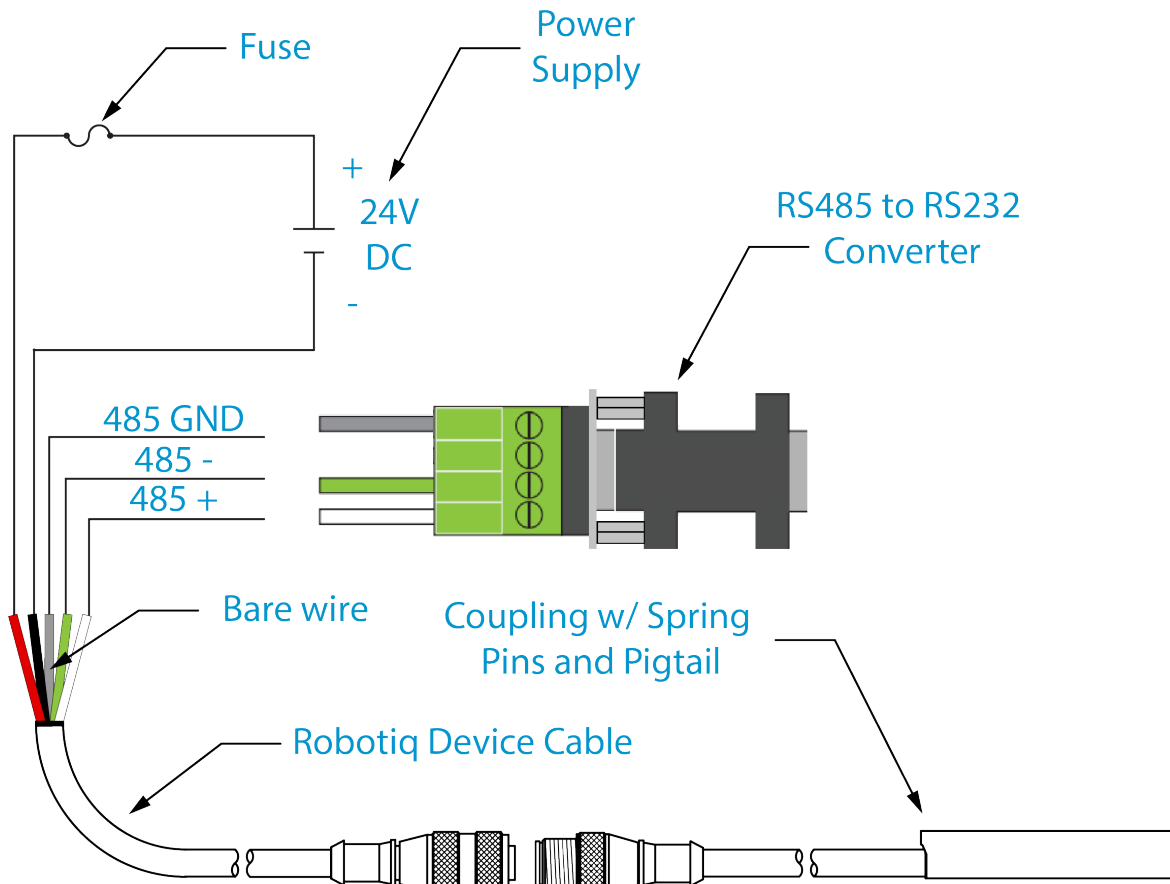 Fuse
Power
Supply
+
24V
DC
-
RS485 to RS232
Converter
485 GND
485 -
485 +
Bare wire
Coupling w/ Spring
Pins and Pigtail
Robotiq Device Cable